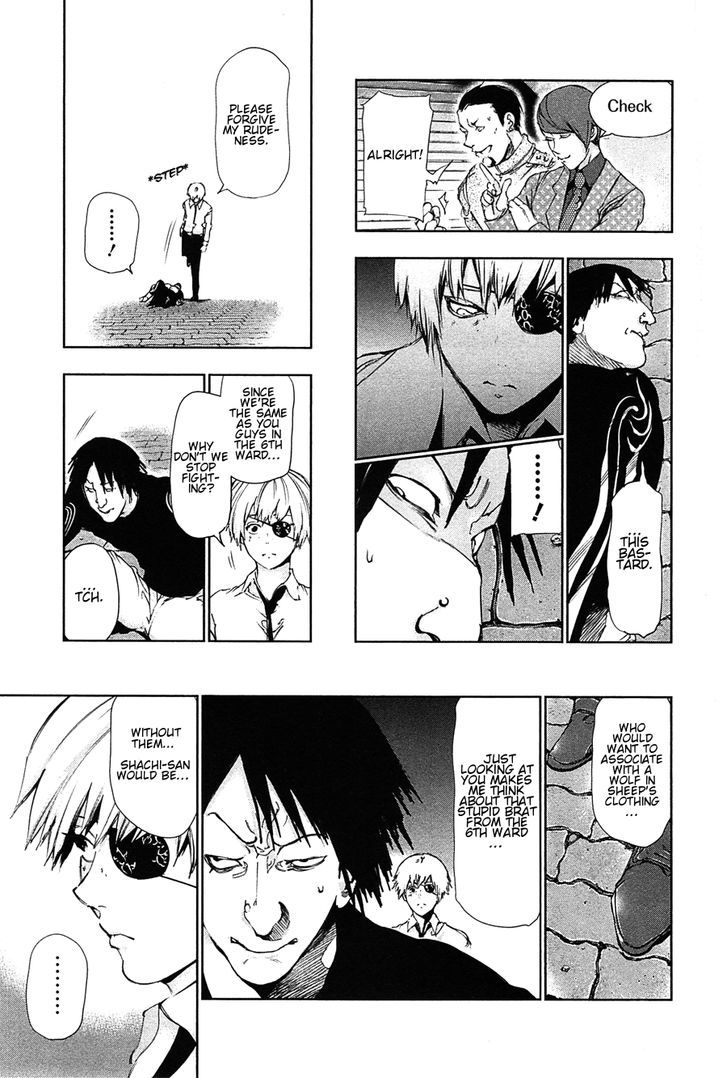 Check
ALRIGHT!
PLEASE
FORGIVE
MY RUDE-
NESS.
*STEP*
......!
...
THIS
BAS-
TARD.
...!
SINCE
WE'RE
THE SAME
AS YOU
GUYS IN
THE 6TH
WARD...
WHY
DON'T WE
STOP
FIGHT-
ING?
...
TCH.
WHO
WOULD
WANT TO
ASSOCIATE
WITH A
WOLF IN
SHEEP'S
CLOTHING
...
JUST
LOOKING AT
YOU MAKES
ME THINK
ABOUT THAT
STUPID BRAT
FROM THE
6TH WARD
...
WITHOUT
THEM...
SHACHI-SAN
WOULD BE...
......